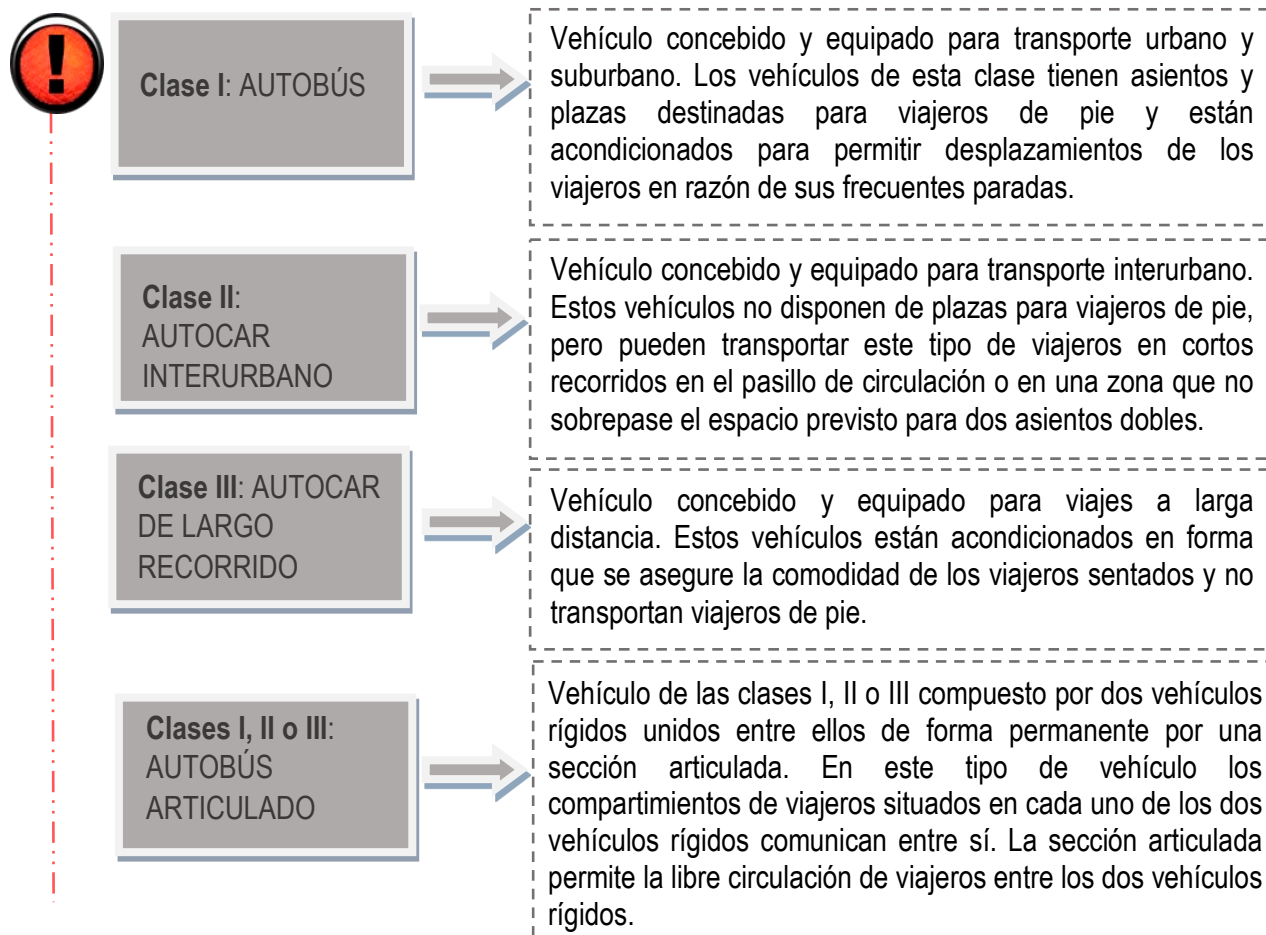 Clase I: AUTOBÚS
Vehículo concebido y equipado para transporte urbano y
suburbano. Los vehículos de esta clase tienen asientos y
plazas destinadas para viajeros de pie y están
acondicionados para permitir desplazamientos de los
viajeros en razón de sus frecuentes paradas.
Clase II:
AUTOCAR
INTERURBANO
Vehículo concebido y equipado para transporte interurbano.
Estos vehículos no disponen de plazas para viajeros de pie,
pero pueden transportar este tipo de viajeros en cortos
recorridos en el pasillo de circulación o en una zona que no
sobrepase el espacio previsto para dos asientos dobles.
Clase III: AUTOCAR
DE LARGO
RECORRIDO
Vehículo concebido y equipado para viajes a larga
distancia. Estos vehículos están acondicionados en forma
que se asegure la comodidad de los viajeros sentados y no
transportan viajeros de pie.
Clases I, II o III:
AUTOBÚS
ARTICULADO
Vehículo de las clases I, II o III compuesto por dos vehículos
rígidos unidos entre ellos de forma permanente por una
sección articulada. En este tipo de vehículo los
compartimientos de viajeros situados en cada uno de los dos
vehículos rígidos comunican entre sí. La sección articulada
permite la libre circulación de viajeros entre los dos vehículos
rígidos.